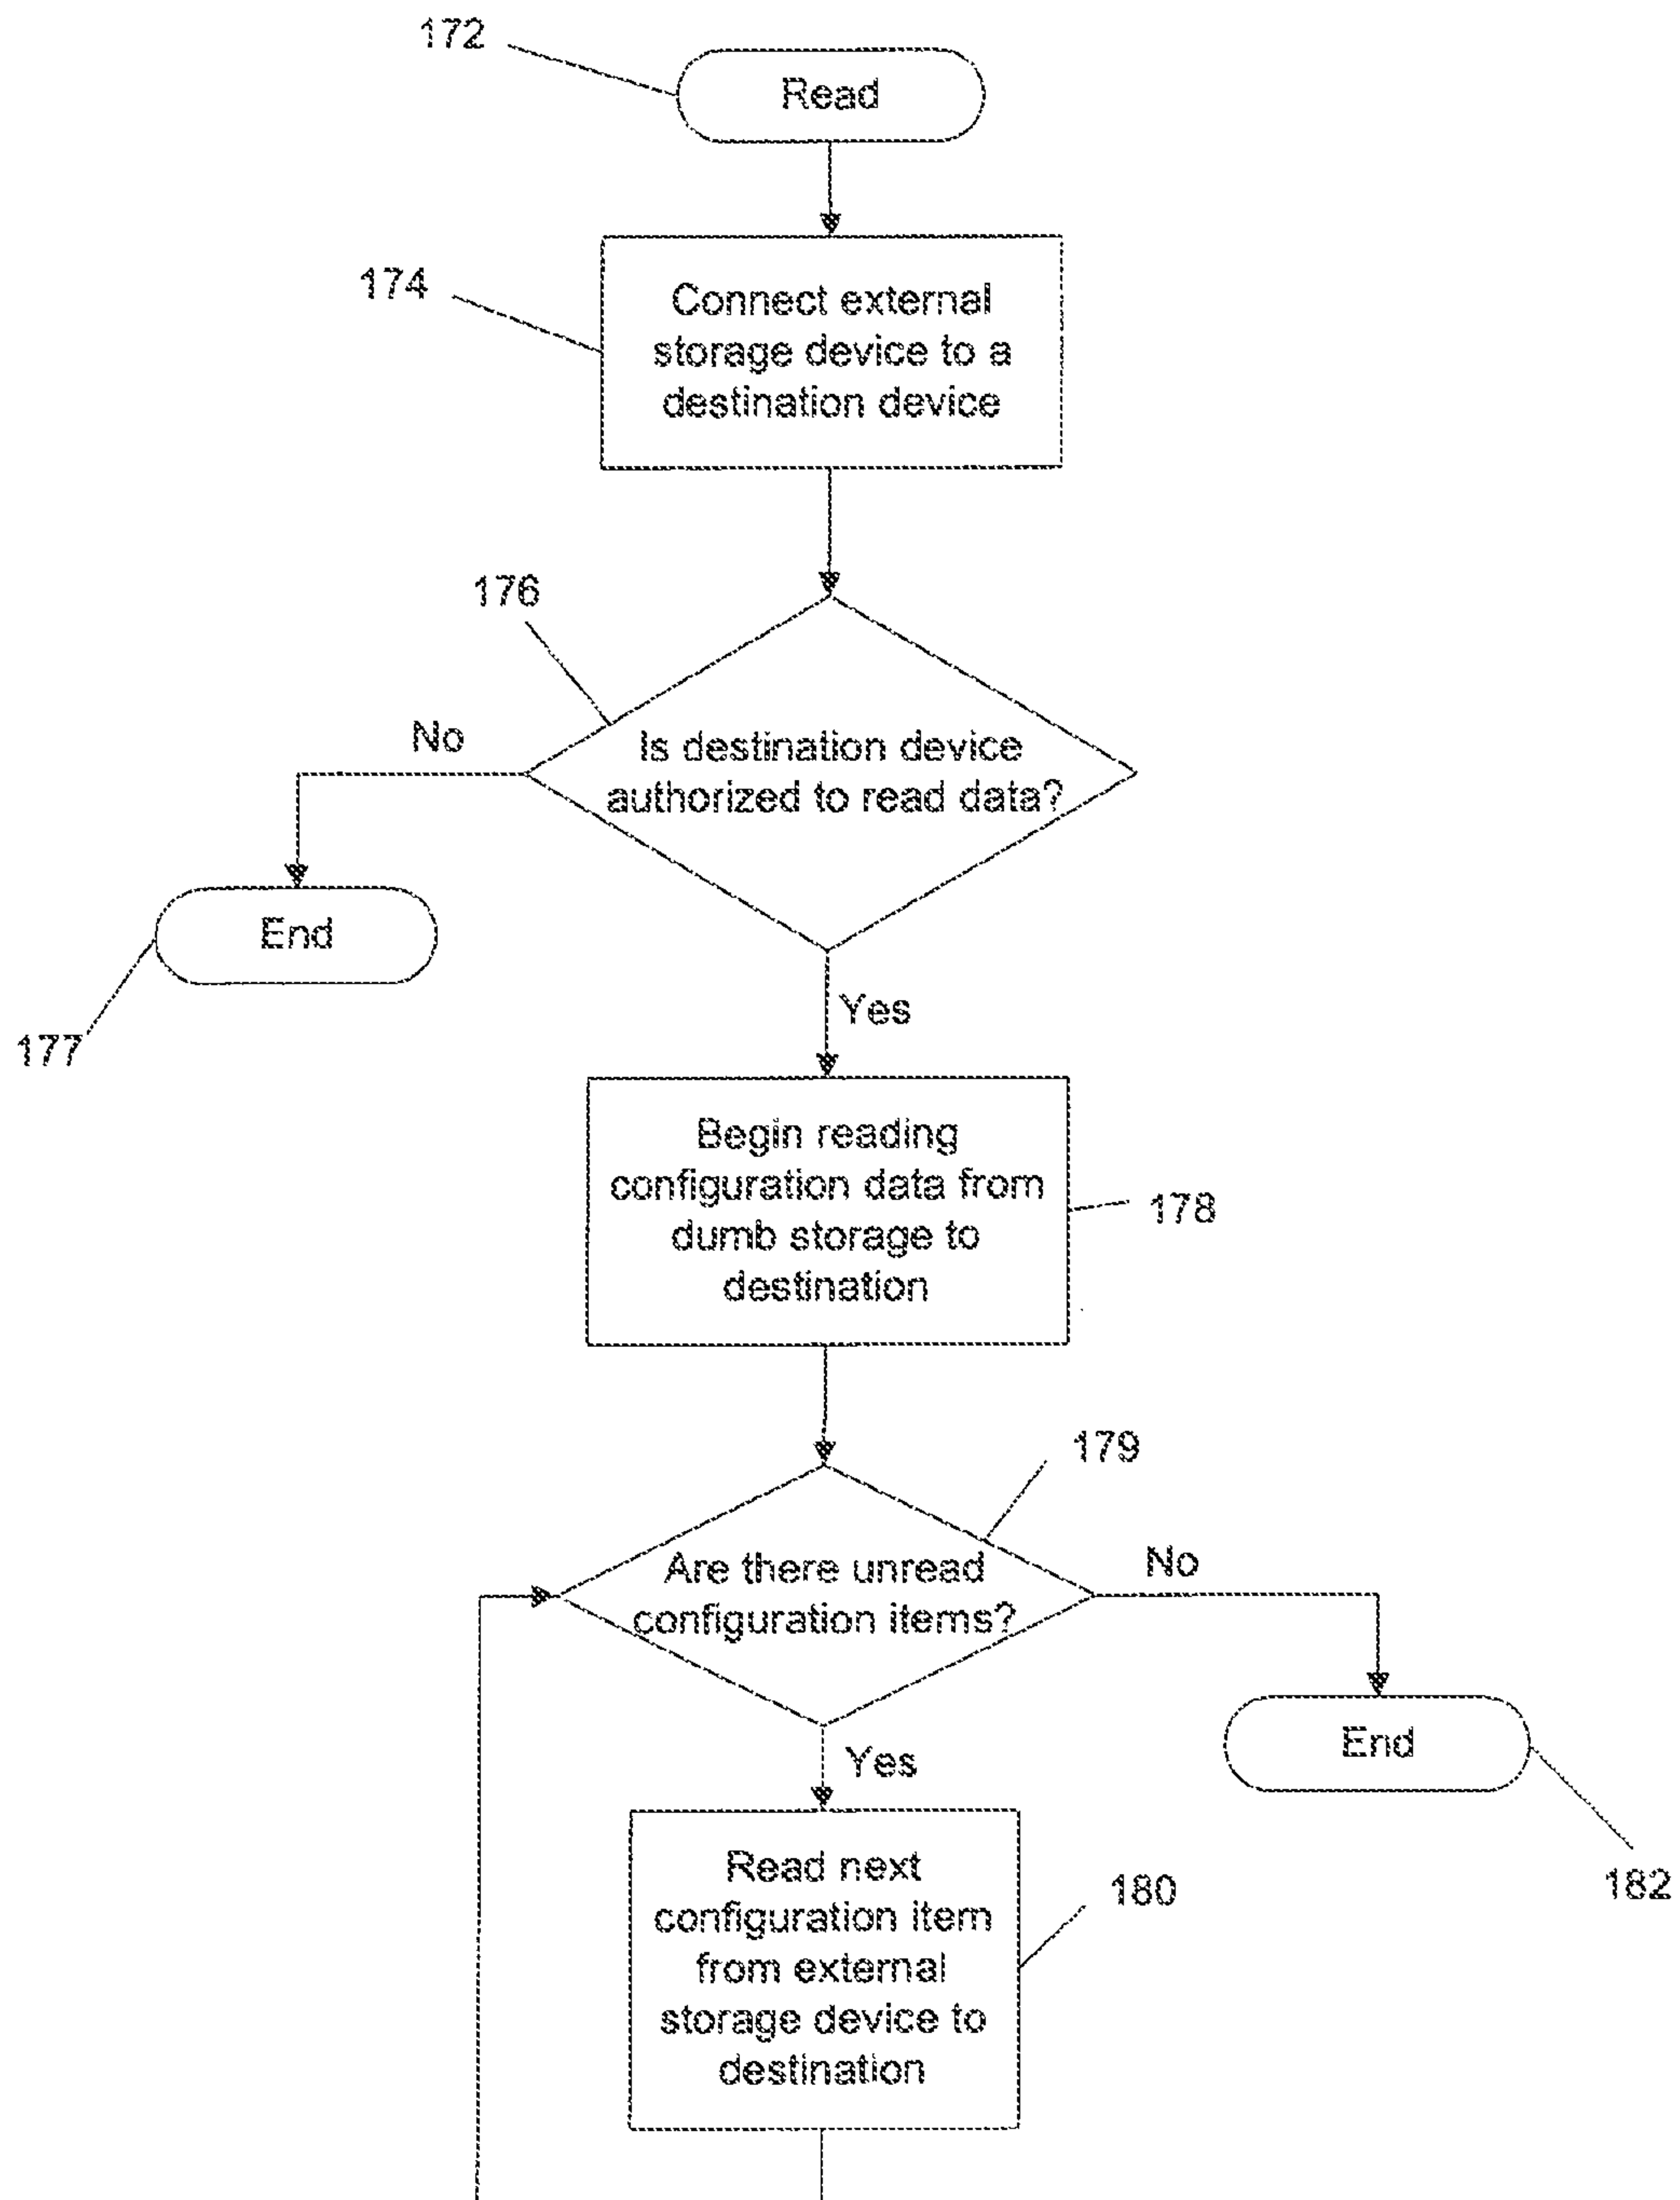 172
Read
174
Connect external
storage device to a
destination device
176
No
Is destination device
authorized to read data?
End
177
Yes
Begin reading
configuration data from
dumb storage to
destination
178
179
Are there unread
configuration items?
No
End
182
Yes
Read next
configuration item
from external
storage device to
destination
180